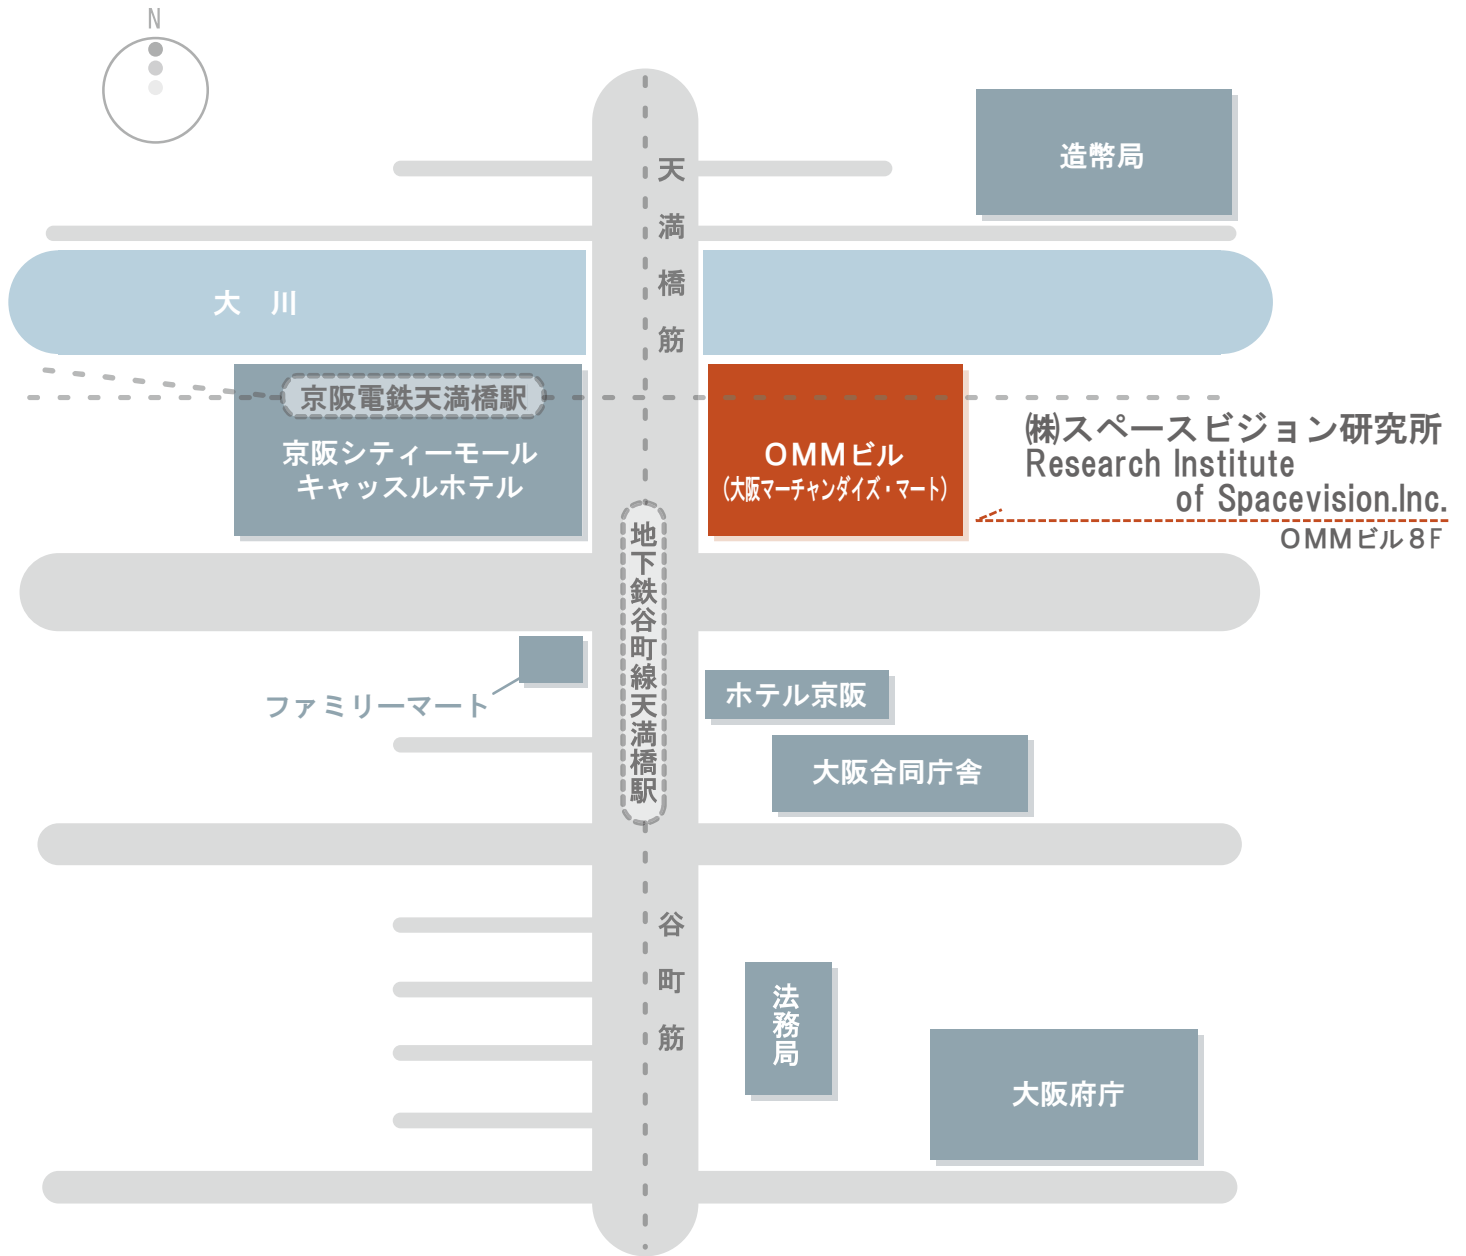 N
造幣局
天満橋筋
大　川
京阪電鉄天満橋駅
京阪シティーモール
キャッスルホテル
OMMビル
(大阪マーチャンダイズ・マート)
㈱スペースビジョン研究所
Research Institute
of Spacevision.Inc.
OMMビル8F
地下鉄谷町線天満橋駅
ファミリーマート
ホテル京阪
大阪合同庁舎
谷町筋
法務局
大阪府庁